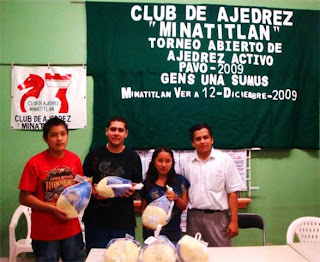 CLUB DE AJEDREZ
"MINATITLAN"
TORNEO ABIERTO DE
AJEDREZ ACTIVO
PAVO-2009
GENS UNA SUMUS
MINATITLAN VER A 12-DICIEMBRE-2009
CLUB DE AJEDREZ
MINATITLAN